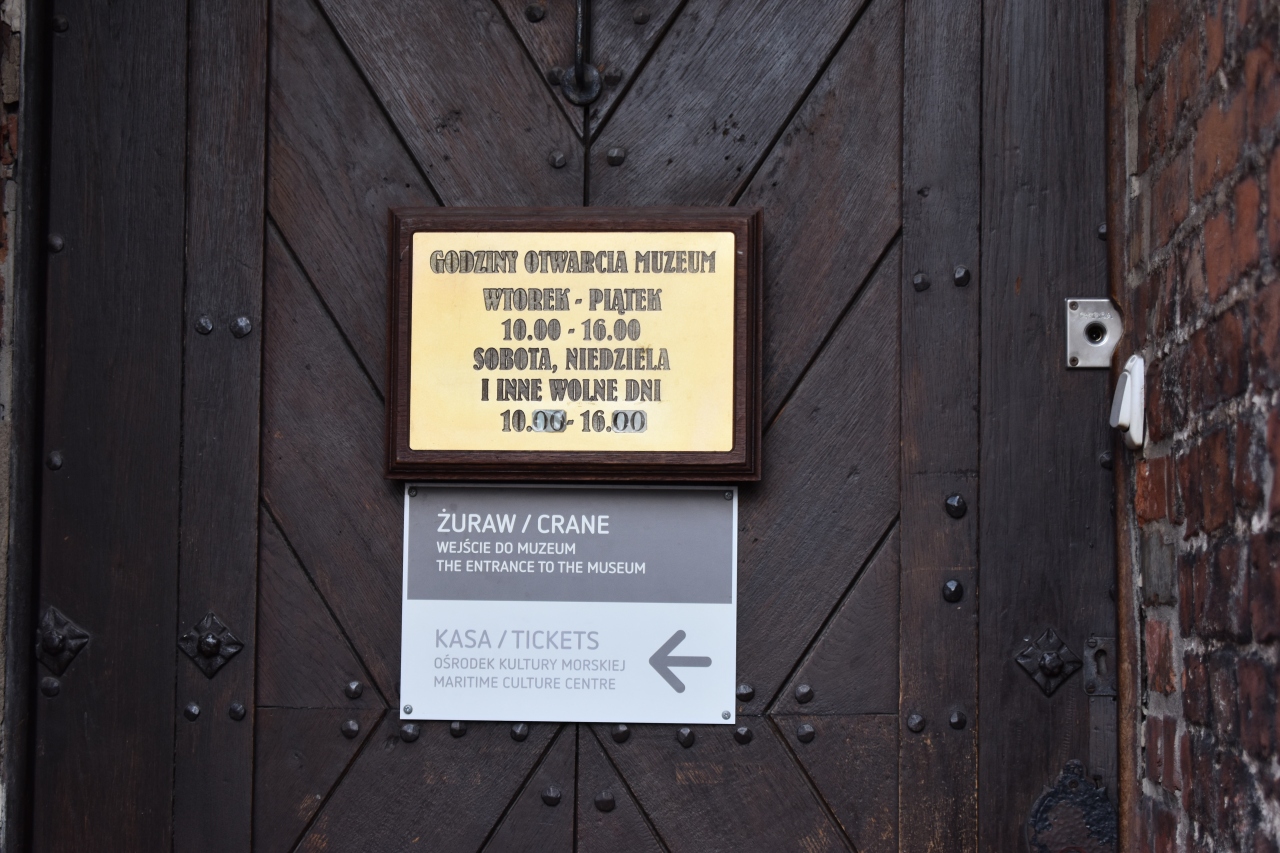 GODZINY OTWARCIA MUZEUM
WTOREK - PIĄTEK
10.00 - 16.00
SOBOTA, NIEDZIELA
I INNE WOLNE DNI
10.00 - 16.00
ŻURAW / CRANE
WEJŚCIE DO MUZEUM
THE ENTRANCE TO THE MUSEUM
KASA / TICKETS
OŚRODEK KULTURY MORSKIEJ
MARITIME CULTURE CENTRE